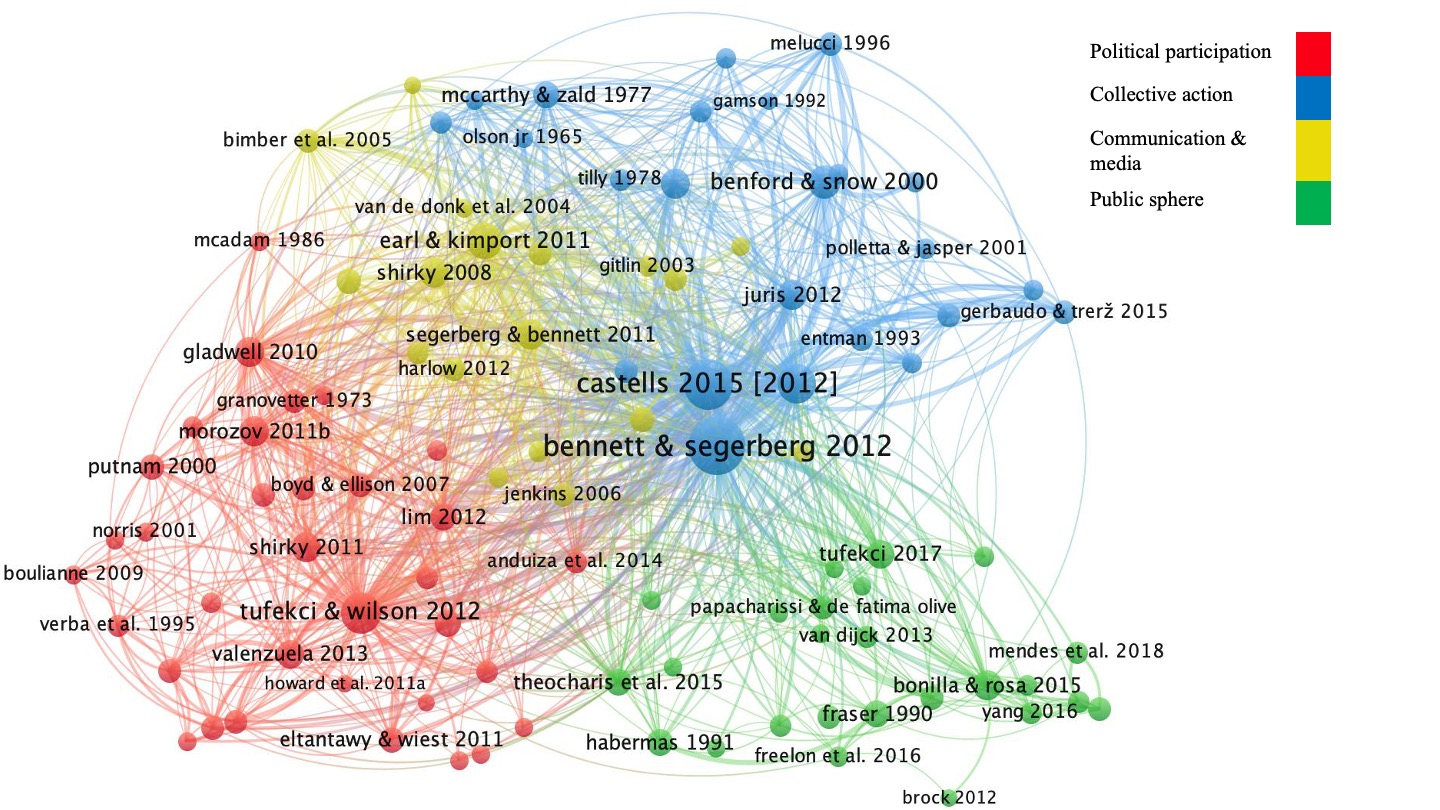 melucci 1996
Political participation
mccarthy & zald 1977
gamson 1992
Collective action
bimber et al. 2005
olson jr 1965
Communication &
media
tilly 1978
benford & snow 2000
Public sphere
van de donk et al. 2004
mcadam 1986
earl & kimport 2011
polletta & jasper 2001
shirky 2008
gitlin 2003
juris 2012
gerbaudo & trerž 2015
segerberg & bennett 2011
entman 1993
gladwell 2010
harlow 2012
castells 2015 [2012]
granovetter 1973
morozov 2011b
bennett & segerberg 2012
putnam 2000
boyd & ellison 2007
jenkins 2006
lim 2012
norris 2001
shirky 2011
anduiza et al. 2014
tufekci 2017
boulianne 2009
tufekci & wilson 2012
papacharissi & de fatima olive
verba et al. 1995
van dijck 2013
valenzuela 2013
mendes et al. 2018
howard et al. 2011a
theocharis et al. 2015
bonilla & rosa 2015
fraser 1990
yang 2016
eltantawy & wiest 2011
habermas 1991
freelon et al. 2016
brock 2012